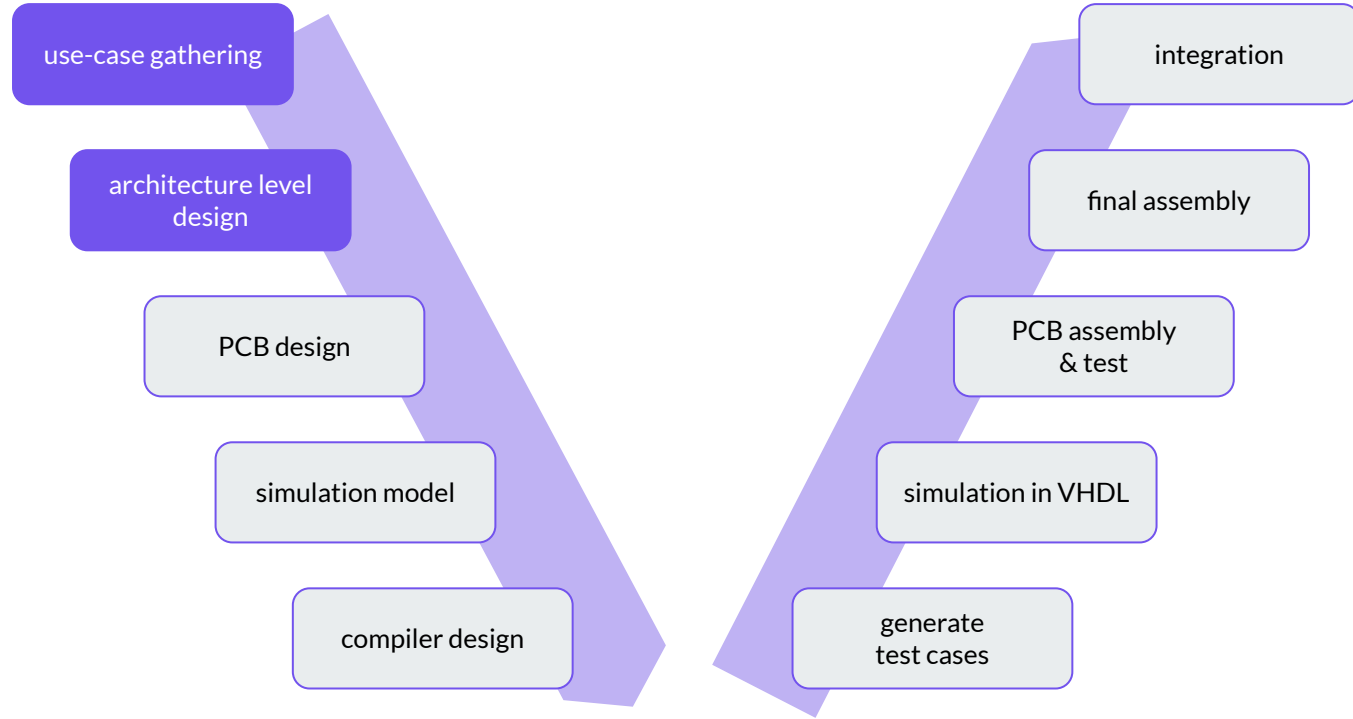 use-case gathering
architecture level
design
PCB design
simulation model
compiler design
integration
final assembly
PCB assembly
& test
simulation in VHDL
generate
test cases